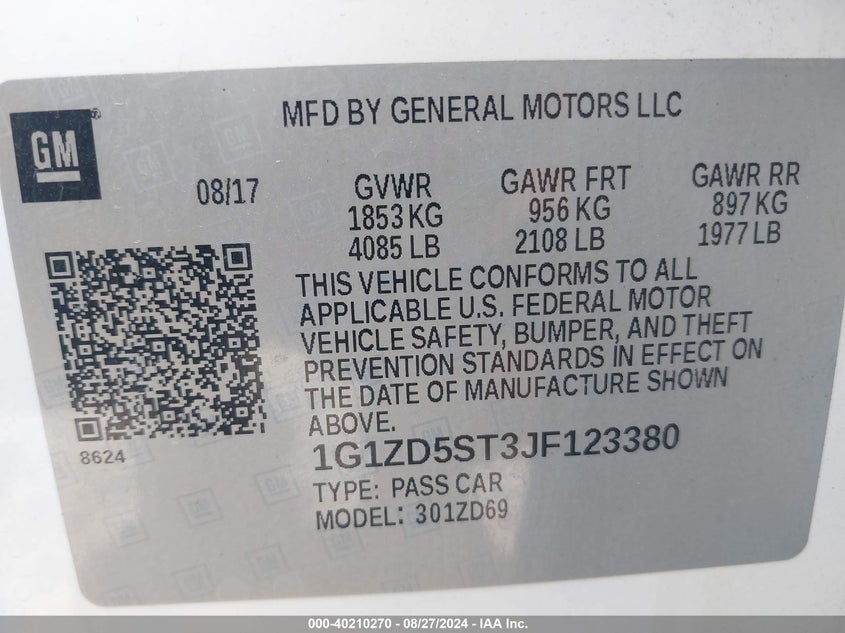 MFD BY GENERAL MOTORS LLC
GM®
08/17
GVWR
1853 KG
4085 LB
GAWR FRT
956 KG
2108 LB
GAWR RR
897 KG
1977 LB
THIS VEHICLE CONFORMS TO ALL
APPLICABLE U.S. FEDERAL MOTOR
VEHICLE SAFETY, BUMPER, AND THEFT
PREVENTION STANDARDS IN EFFECT ON
THE DATE OF MANUFACTURE SHOWN
ABOVE.
8624
1G1ZD5ST3JF123380
TYPE: PASS CAR
MODEL: 301ZD69
000-40210270 - 08/27/2024 - IAA Inc.